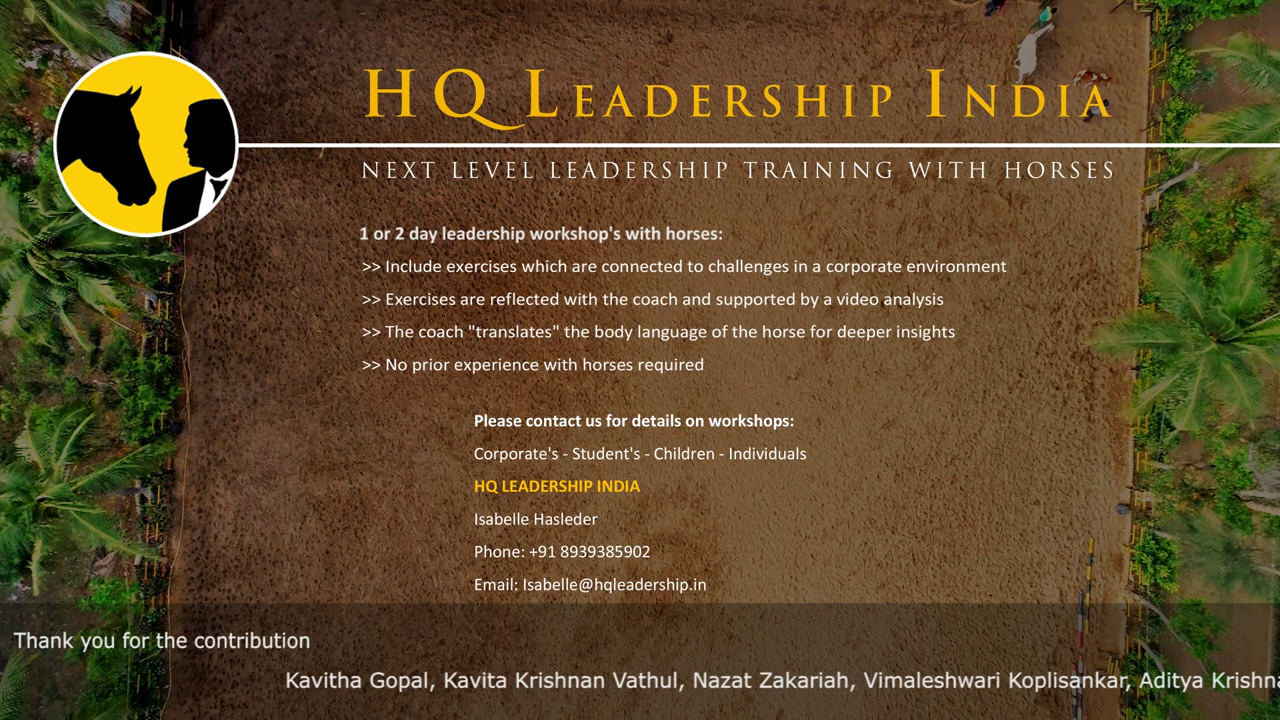 HQ LEADERSHIP INDIA
NEXT LEVEL LEADERSHIP TRAINING WITH HORSES
1 or 2 day leadership workshop's with horses:
>> Include exercises which are connected to challenges in a corporate environment
>> Exercises are reflected with the coach and supported by a video analysis
>> The coach "translates" the body language of the horse for deeper insights
>> No prior experience with horses required
Please contact us for details on workshops:
Corporate's - Student's - Children - Individuals
HQ LEADERSHIP INDIA
Isabelle Hasleder
Phone: +91 8939385902
Email: Isabelle@hqleadership.in
Thank you for the contribution
Kavitha Gopal, Kavita Krishnan Vathul, Nazat Zakariah, Vimaleshwari Koplisankar, Aditya